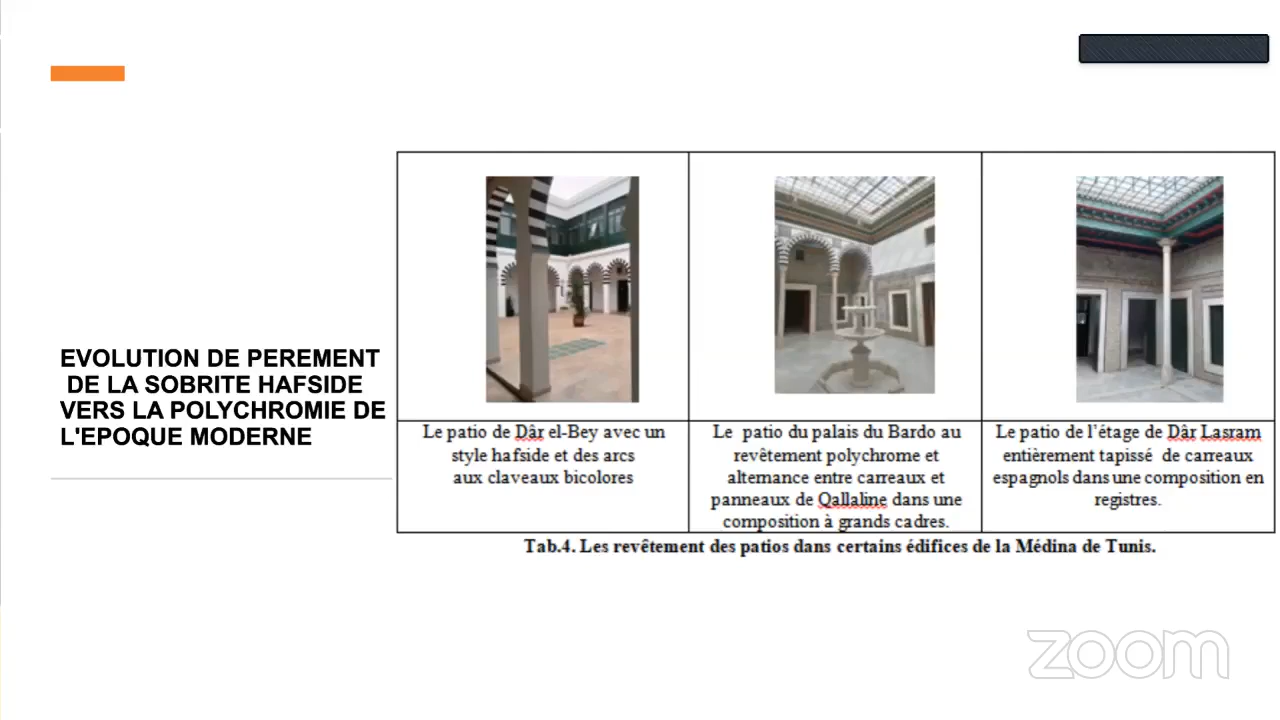 EVOLUTION DE PEREMENT
DE LA SOBRITE HAFSIDE
VERS LA POLYCHROMIE DE
L'EPOQUE MODERNE
Le patio de Dâr el-Bey avec un
style hafside et des arcs
aux claveaux bicolores
Le patio du palais du Bardo au
revêtement polychrome et
alternance entre carreaux et
panneaux de Qallaline dans une
composition à grands cadres.
Le patio de l'étage de Dâr Lasram
entièrement tapissé de carreaux
espagnols dans une composition en
registres.
Tab.4. Les revêtement des patios dans certains édifices de la Médina de Tunis.
zoom